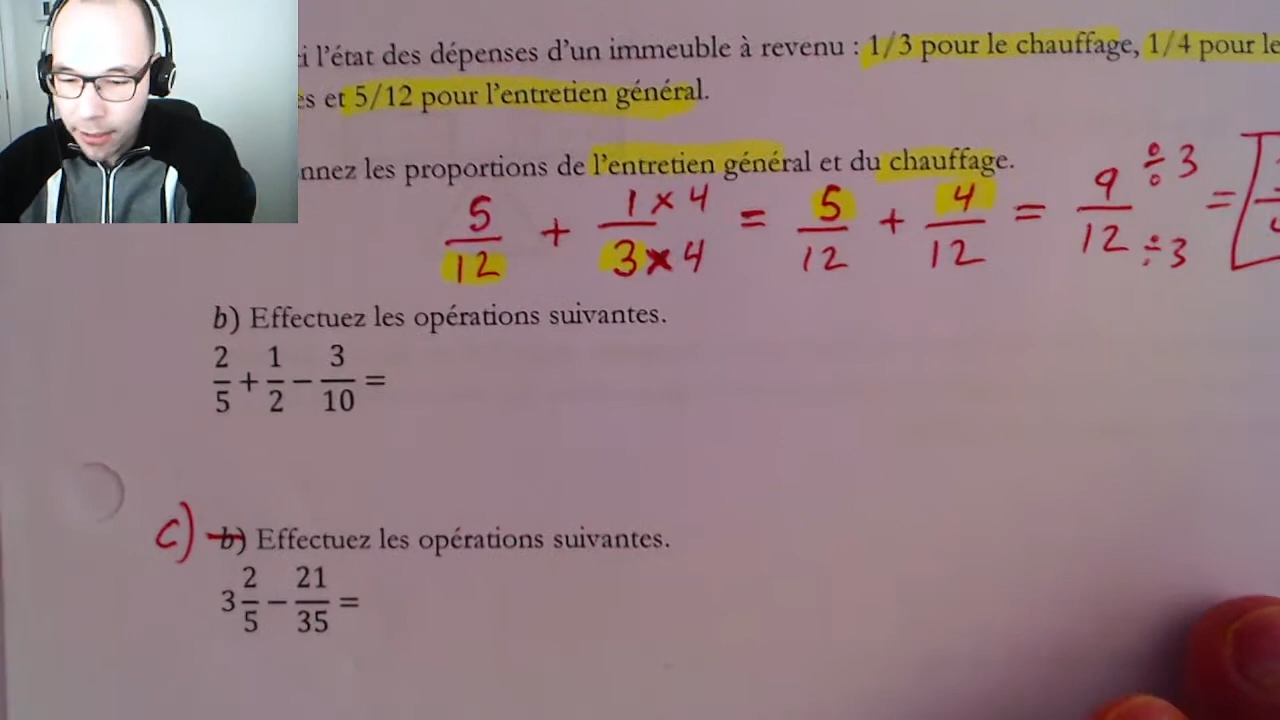 l'état des dépenses d'un immeuble à revenu : 1/3 pour le chauffage, 1/4 pour le
et 5/12 pour l'entretien général.
les proportions de l'entretien général et du chauffage.
5/12 + 1 x 4/3 x 4 = 5/12 + 4/12 = 9 ÷ 3/12 ÷ 3 =
b) Effectuez les opérations suivantes.
2/5 + 1/2 − 3/10 =
c) b) Effectuez les opérations suivantes.
3 2/5 − 21/35 =